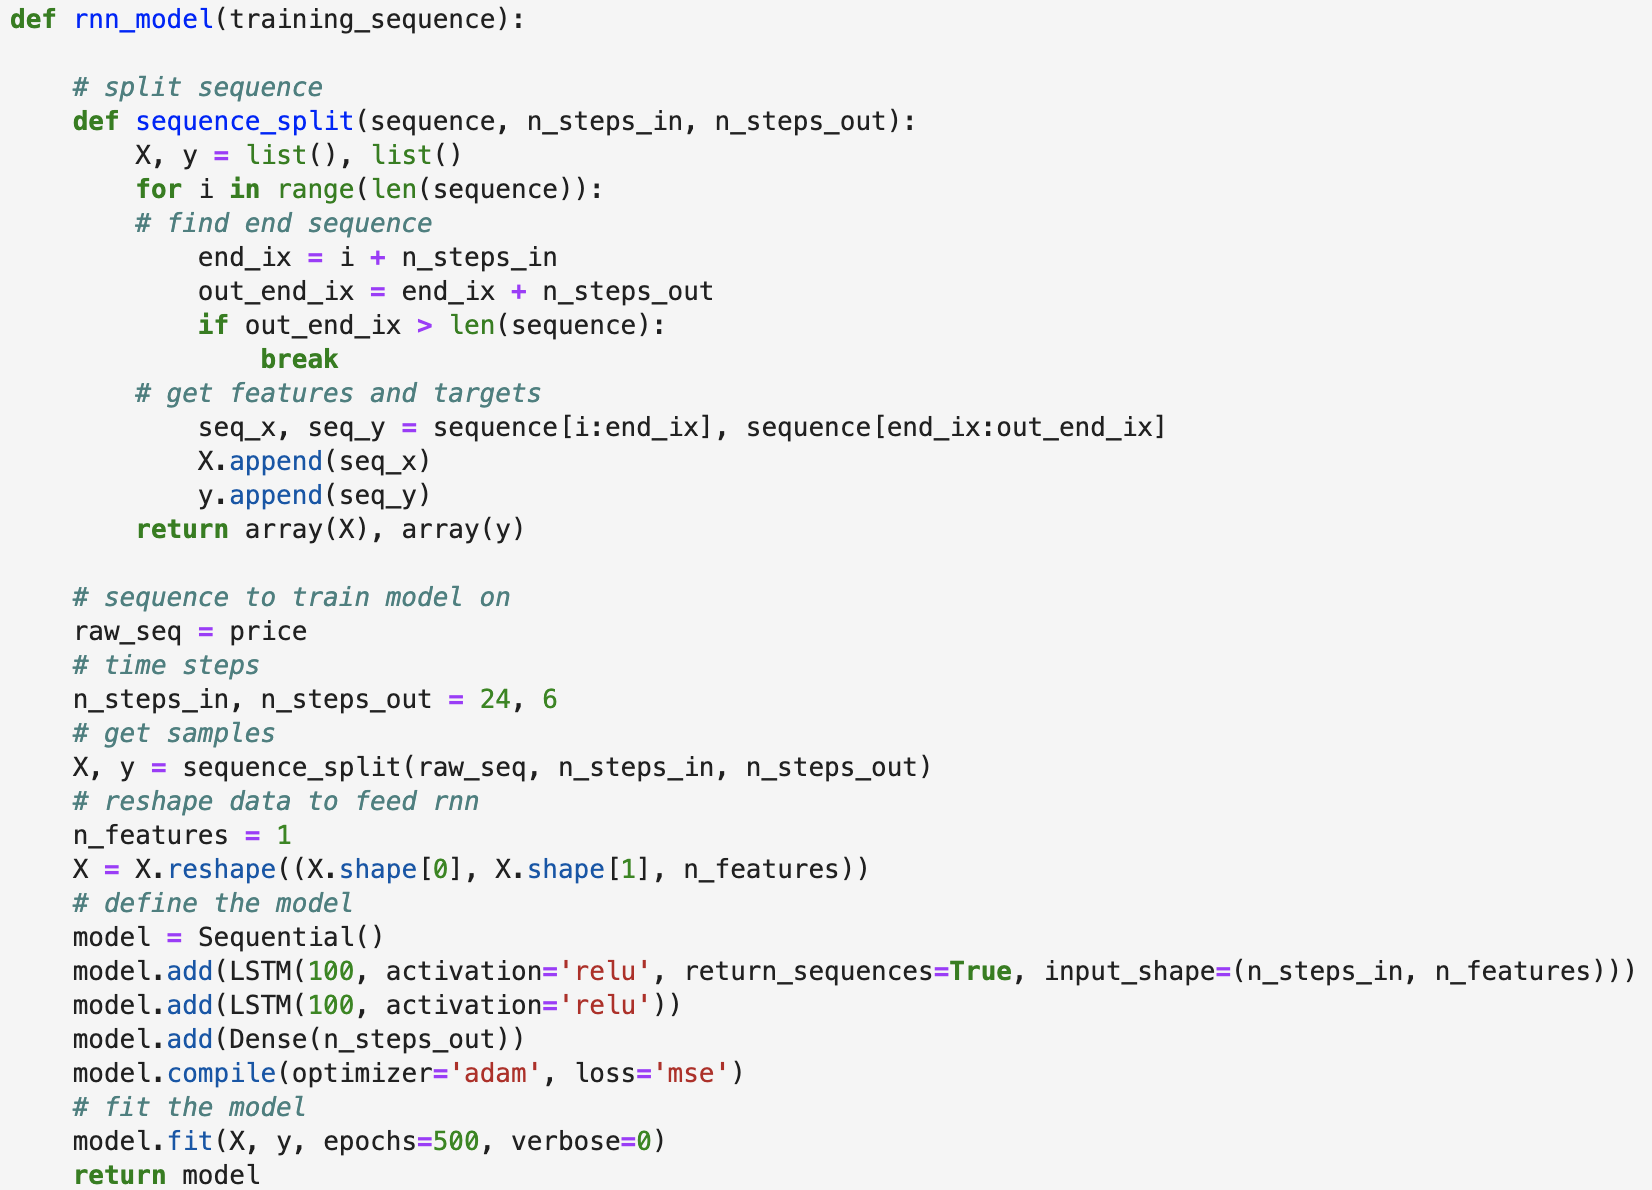 def rnn_model(training_sequence):

    # split sequence
    def sequence_split(sequence, n_steps_in, n_steps_out):
        X, y = list(), list()
        for i in range(len(sequence)):
        # find end sequence
            end_ix = i + n_steps_in
            out_end_ix = end_ix + n_steps_out
            if out_end_ix > len(sequence):
                break
        # get features and targets
            seq_x, seq_y = sequence[i:end_ix], sequence[end_ix:out_end_ix]
            X.append(seq_x)
            y.append(seq_y)
        return array(X), array(y)

    # sequence to train model on
    raw_seq = price
    # time steps
    n_steps_in, n_steps_out = 24, 6
    # get samples
    X, y = sequence_split(raw_seq, n_steps_in, n_steps_out)
    # reshape data to feed rnn
    n_features = 1
    X = X.reshape((X.shape[0], X.shape[1], n_features))
    # define the model
    model = Sequential()
    model.add(LSTM(100, activation='relu', return_sequences=True, input_shape=(n_steps_in, n_features)))
    model.add(LSTM(100, activation='relu'))
    model.add(Dense(n_steps_out))
    model.compile(optimizer='adam', loss='mse')
    # fit the model
    model.fit(X, y, epochs=500, verbose=0)
    return model